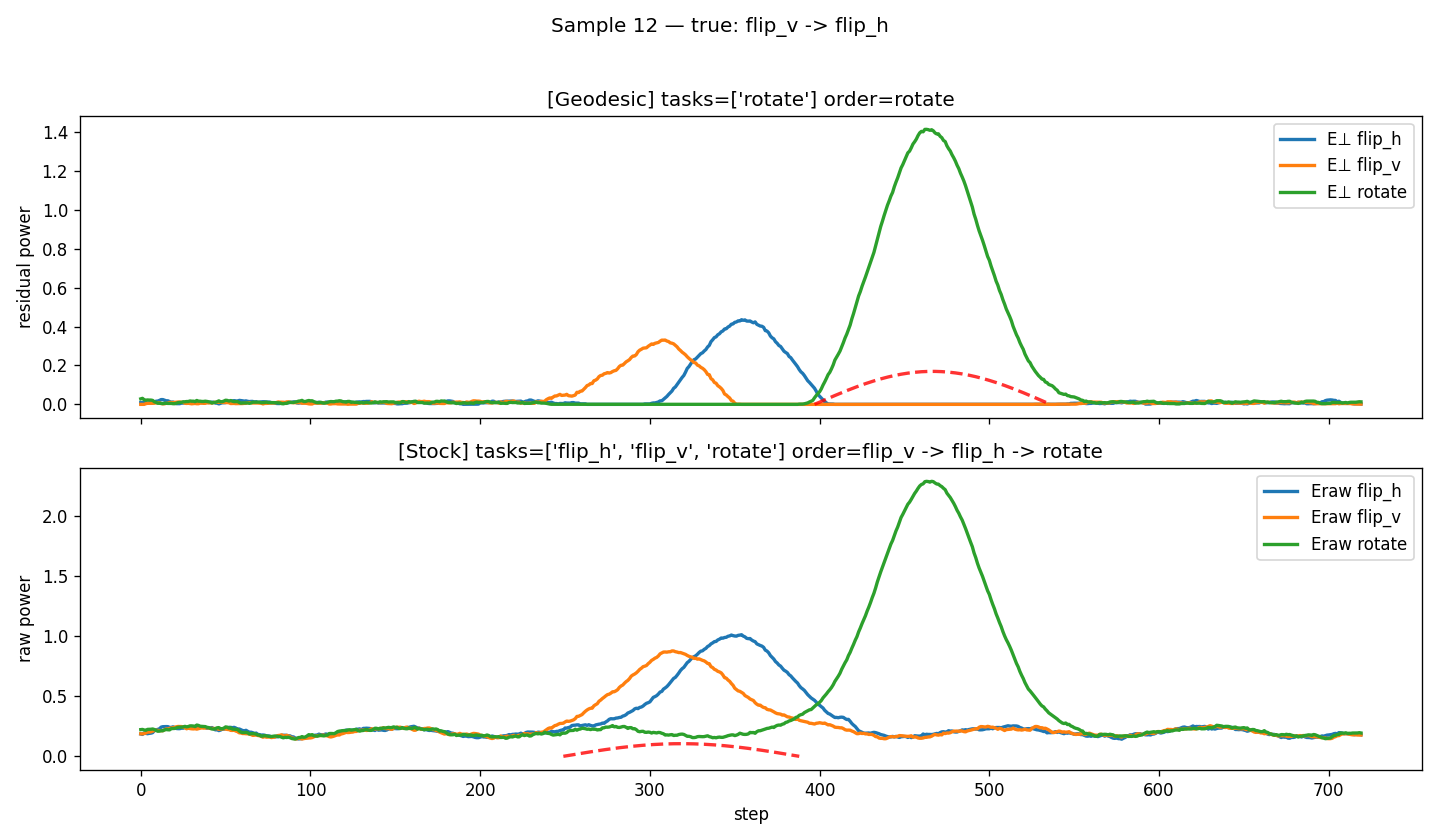 Sample 12 — true: flip_v -> flip_h
[Geodesic] tasks=['rotate'] order=rotate
1.4
1.2
1.0
0.8
0.6
0.4
0.2
0.0
residual power
E⊥ flip_h
E⊥ flip_v
E⊥ rotate
[Stock] tasks=['flip_h', 'flip_v', 'rotate'] order=flip_v -> flip_h -> rotate
2.0
1.5
1.0
0.5
0.0
raw power
Eraw flip_h
Eraw flip_v
Eraw rotate
0 100 200 300 400 500 600 700
step